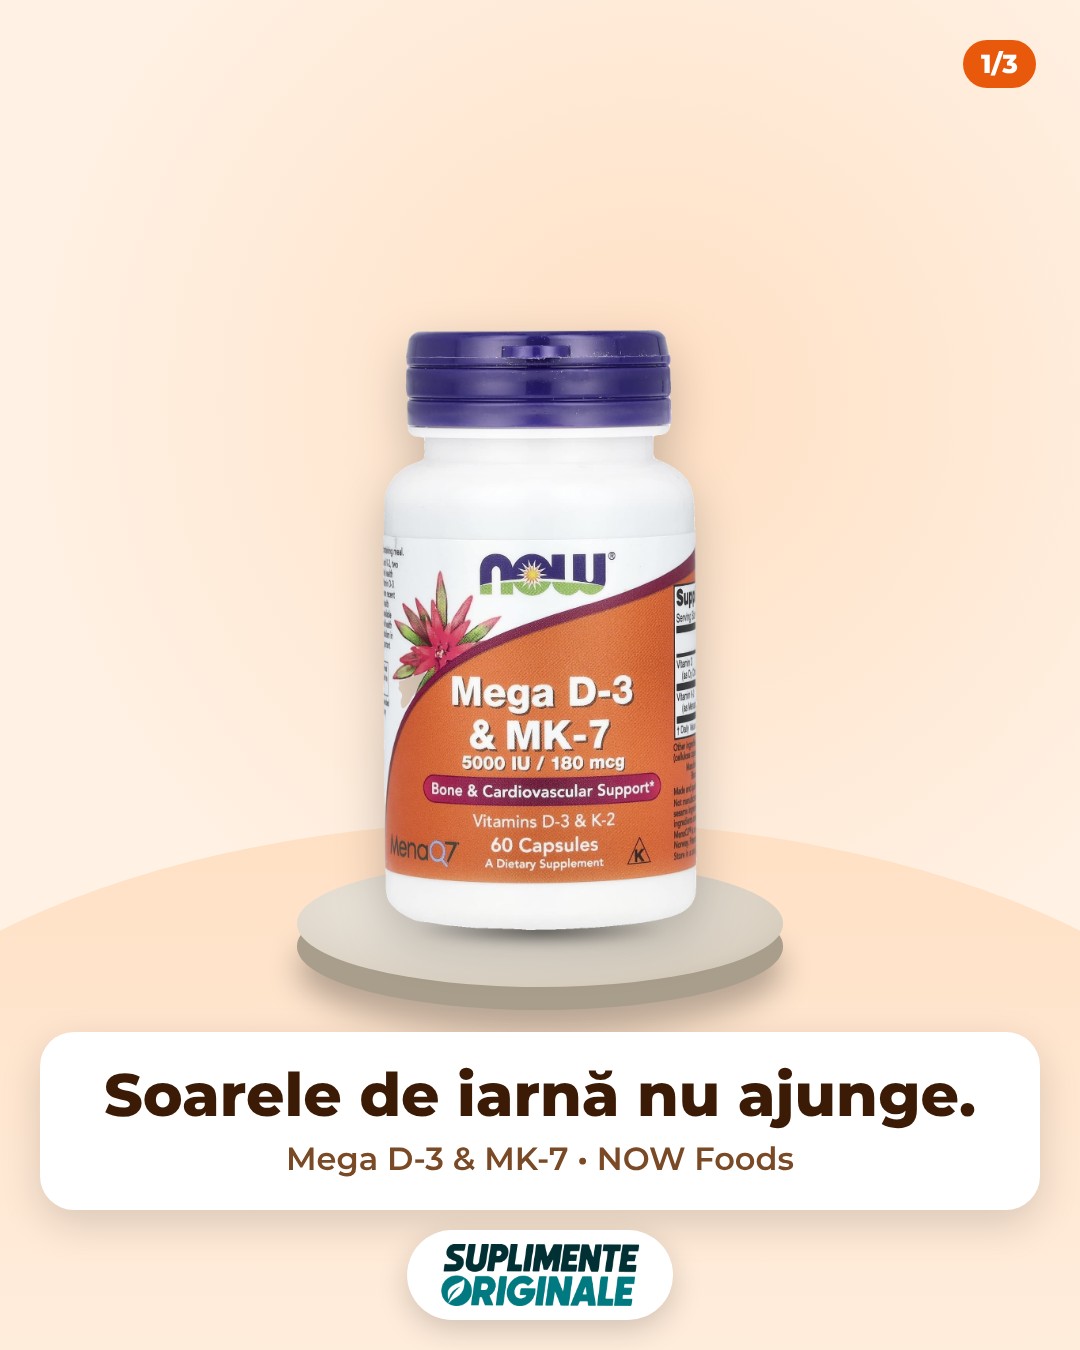 1/3
now®
Mega D-3
& MK-7
5000 IU / 180 mcg
Bone & Cardiovascular Support*
Vitamins D-3 & K-2
60 Capsules
A Dietary Supplement
MenaQ7
K
Soarele de iarnă nu ajunge.
Mega D-3 & MK-7 • NOW Foods
SUPLIMENTE
ORIGINALE